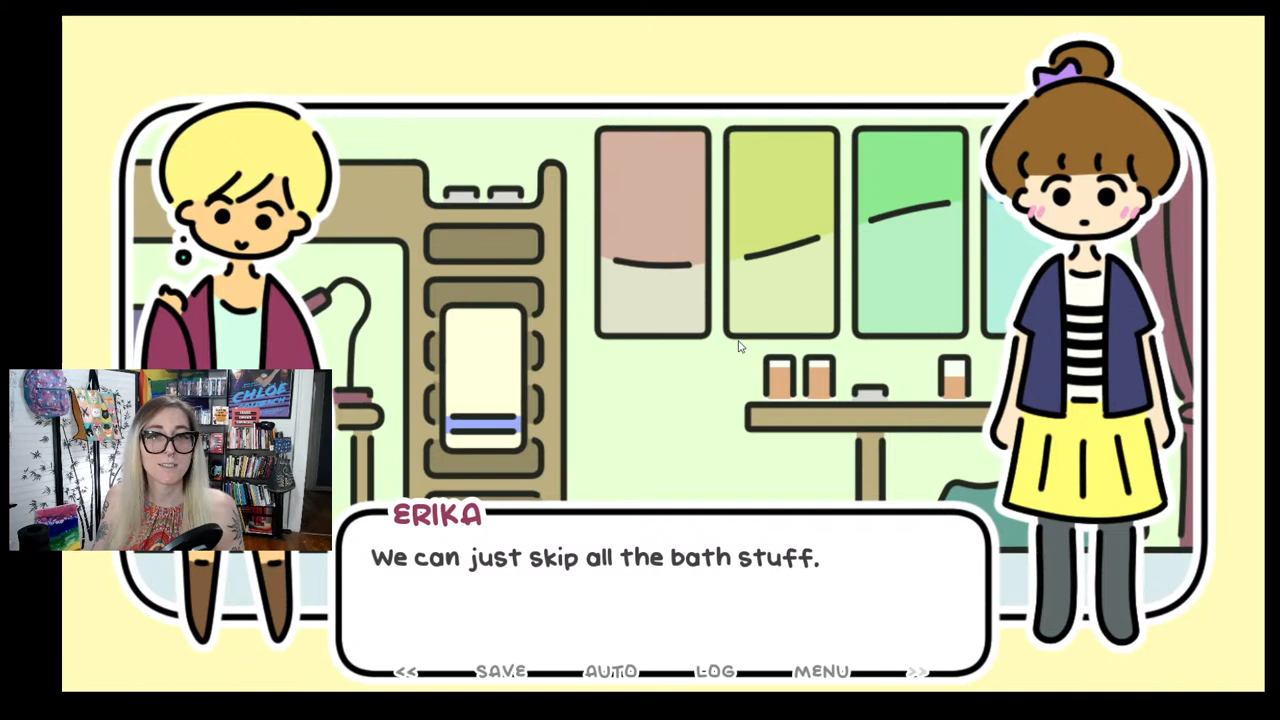 CHLOE
ERIKA
We can just skip all the bath stuff.
<< SAVE AUTO LOG MENU >>